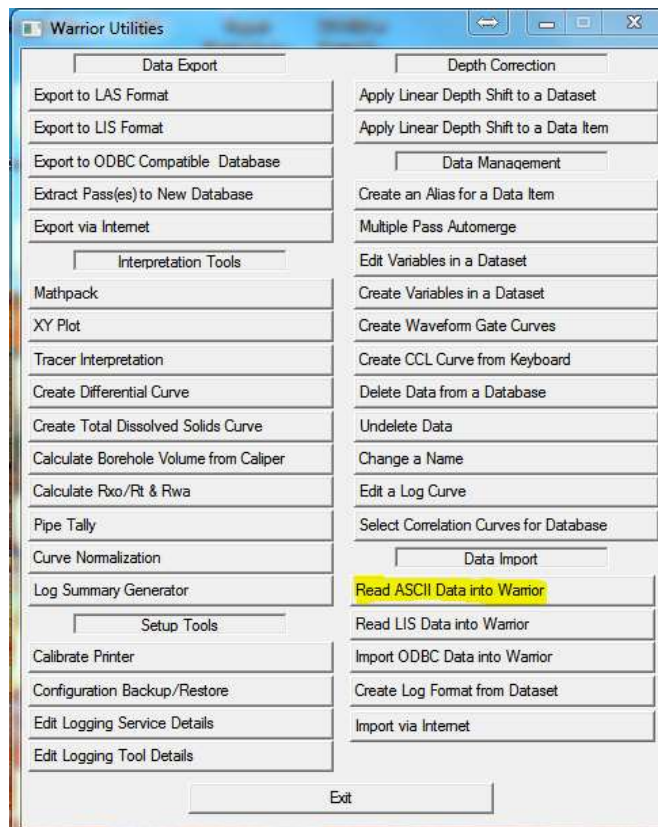 Warrior Utilities
Data Export
Export to LAS Format
Export to LIS Format
Export to ODBC Compatible Database
Extract Pass(es) to New Database
Export via Internet
Interpretation Tools
Mathpack
XY Plot
Tracer Interpretation
Create Differential Curve
Create Total Dissolved Solids Curve
Calculate Borehole Volume from Caliper
Calculate Rxo/Rt & Rwa
Pipe Tally
Curve Normalization
Log Summary Generator
Setup Tools
Calibrate Printer
Configuration Backup/Restore
Edit Logging Service Details
Edit Logging Tool Details
Depth Correction
Apply Linear Depth Shift to a Dataset
Apply Linear Depth Shift to a Data Item
Data Management
Create an Alias for a Data Item
Multiple Pass Automerge
Edit Variables in a Dataset
Create Variables in a Dataset
Create Waveform Gate Curves
Create CCL Curve from Keyboard
Delete Data from a Database
Undelete Data
Change a Name
Edit a Log Curve
Select Correlation Curves for Database
Data Import
Read ASCII Data into Warrior
Read LIS Data into Warrior
Import ODBC Data into Warrior
Create Log Format from Dataset
Import via Internet
Exit